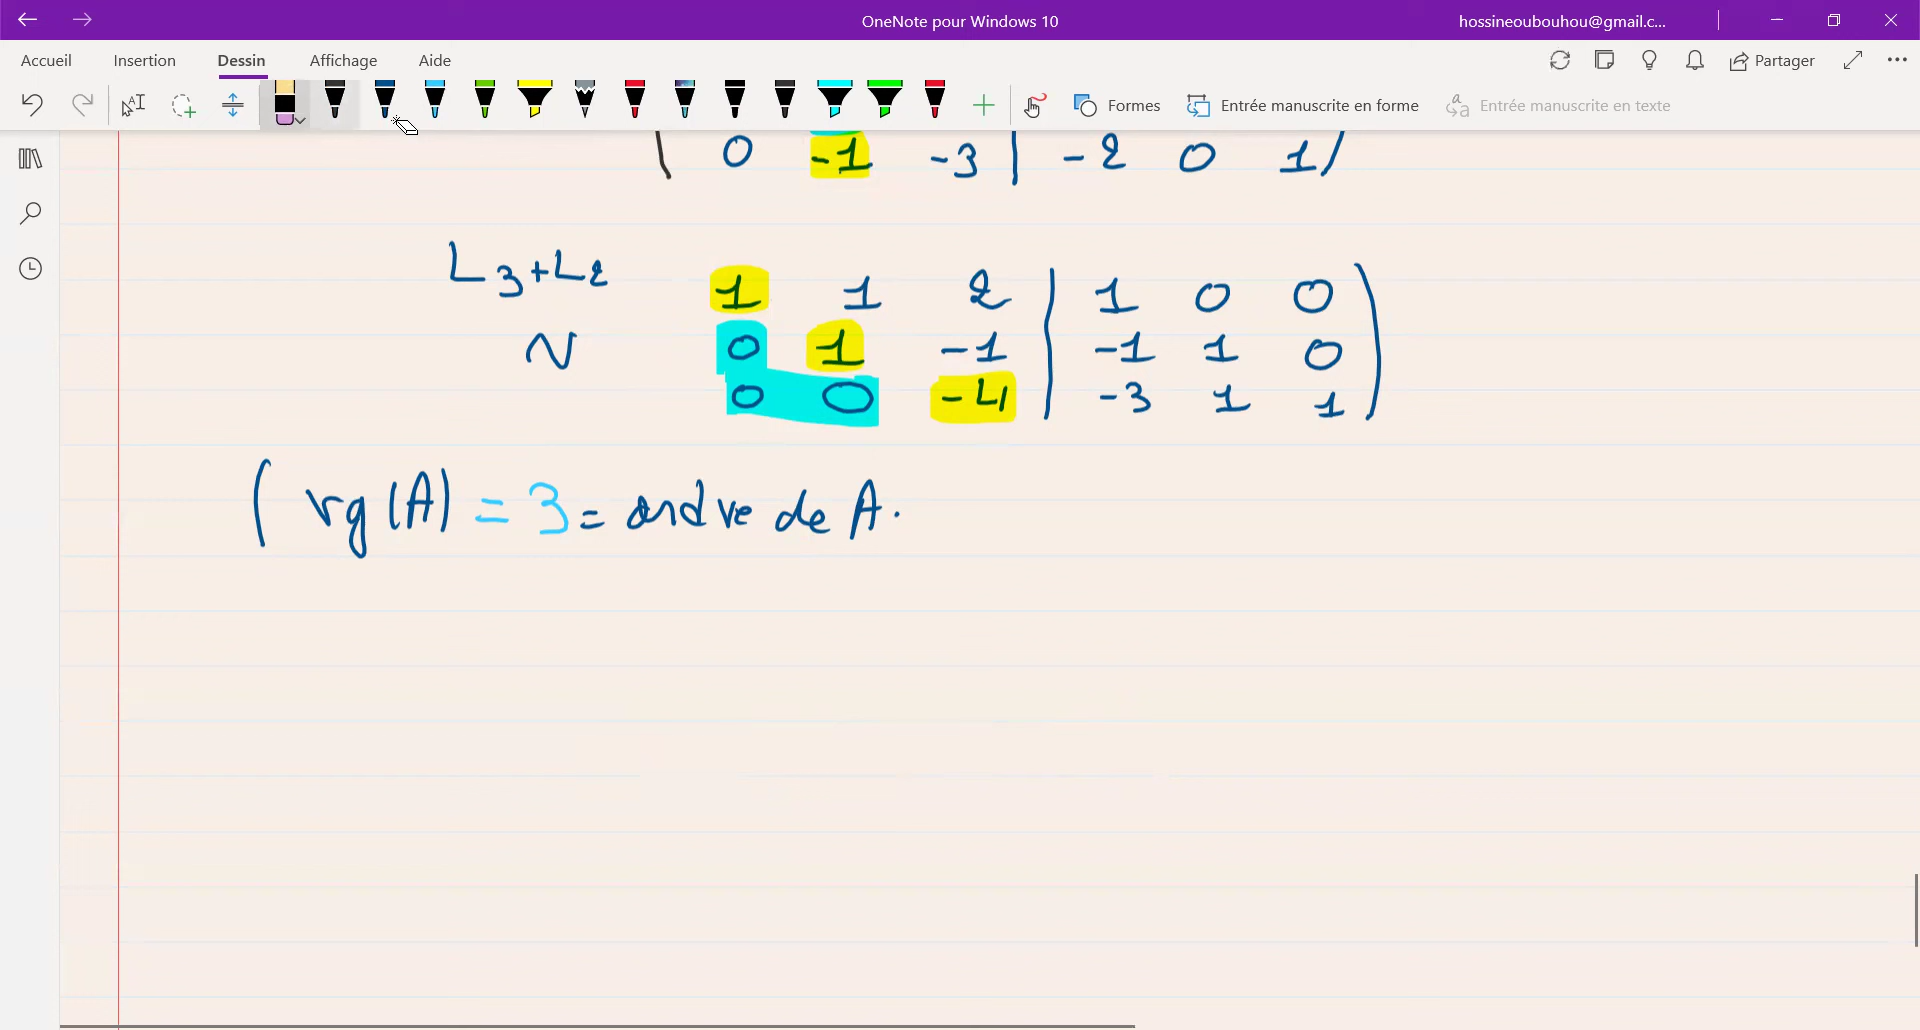 OneNote pour Windows 10
hossineoubouhou@gmail.c...
Accueil Insertion Dessin Affichage Aide
Partager
Formes Entrée manuscrite en forme Entrée manuscrite en texte
0 -1 -3 | -2 0 1)
L3+L2
1 1 2 | 1 0 0
~ 0 1 -1 | -1 1 0
0 0 -4 | -3 1 1
( rg(A) = 3 = ordre de A.